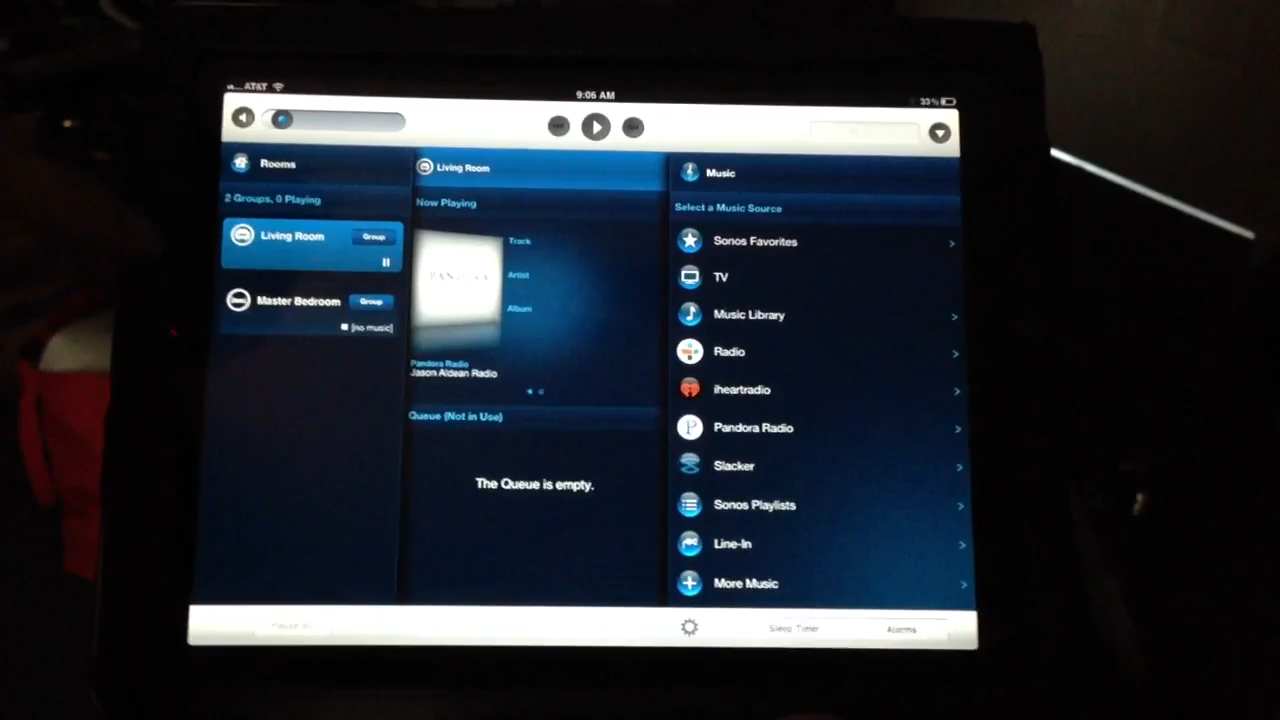 AT&T
9:06 AM
33%
Rooms
2 Groups, 0 Playing
Living Room
Group
Master Bedroom
Group
[no music]
Living Room
Now Playing
PANDORA
Track
Artist
Album
Pandora Radio
Jason Aldean Radio
Queue (Not in Use)
The Queue is empty.
Music
Select a Music Source
Sonos Favorites
TV
Music Library
Radio
iheartradio
Pandora Radio
P
Slacker
Sonos Playlists
Line-In
More Music
Pause All
Sleep Timer
Alarms